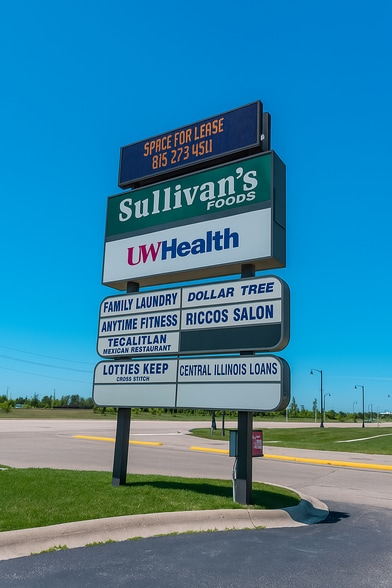 SPACE FOR LEASE
815 273 4511
Sullivan's
FOODS
UWHealth
FAMILY LAUNDRY
DOLLAR TREE
ANYTIME FITNESS
RICCOS SALON
TECALITLAN
MEXICAN RESTAURANT
LOTTIES KEEP
CROSS STITCH
CENTRAL ILLINOIS LOANS